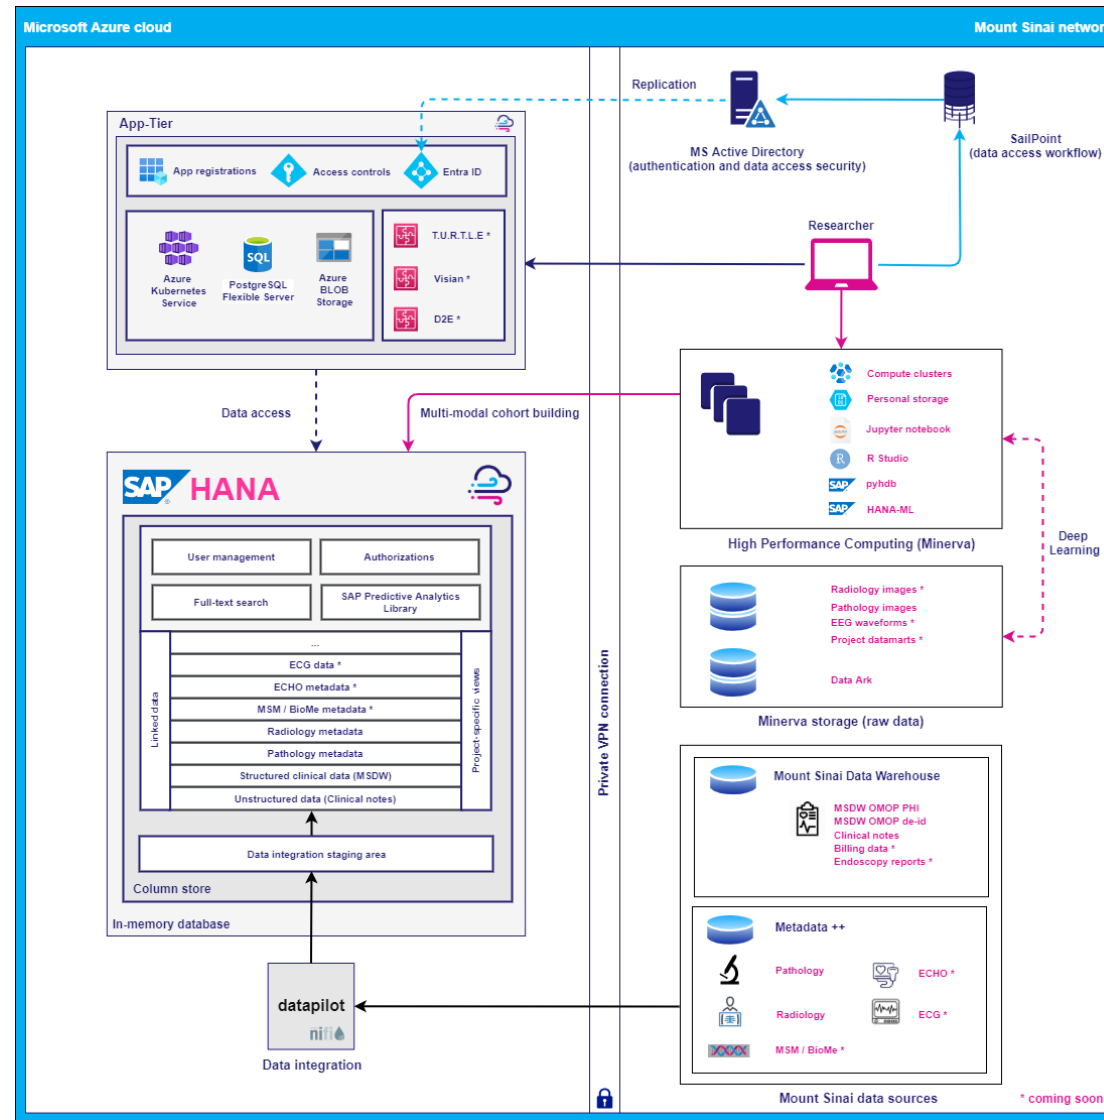 Microsoft Azure cloud
Mount Sinai network
Replication
SailPoint
(data access workflow)
MS Active Directory
(authentication and data access security)
App-Tier
App registrations
Access controls
Entra ID
Researcher
Azure
Kubernetes
Service
PostgreSQL
Flexible Server
Azure
BLOB
Storage
T.U.R.T.L.E *
Visian *
D2E *
Data access
Multi-modal cohort building
Compute clusters
Personal storage
Jupyter notebook
R Studio
SAP pyhdb
SAP HANA-ML
High Performance Computing (Minerva)
Deep
Learning
SAP HANA
User management
Authorizations
Full-text search
SAP Predictive Analytics
Library
Linked data
...
ECG data *
ECHO metadata *
MSM / BioMe metadata *
Radiology metadata
Pathology metadata
Structured clinical data (MSDW)
Unstructured data (Clinical notes)
Project-specific views
Data integration staging area
Column store
In-memory database
datapilot
nifi
Data integration
Private VPN connection
Radiology images *
Pathology images
EEG waveforms *
Project datamarts *
Data Ark
Minerva storage (raw data)
Mount Sinai Data Warehouse
MSDW OMOP PHI
MSDW OMOP de-id
Clinical notes
Billing data *
Endoscopy reports *
Metadata ++
Pathology
ECHO *
Radiology
ECG *
MSM / BioMe *
Mount Sinai data sources
* coming soon